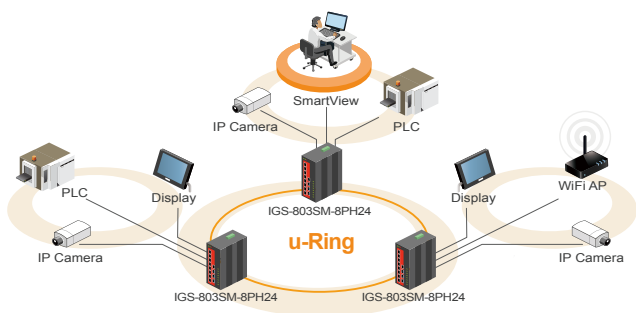 SmartView
IP Camera
PLC
PLC
Display
IGS-803SM-8PH24
Display
WiFi AP
u-Ring
IP Camera
IP Camera
IGS-803SM-8PH24
IGS-803SM-8PH24